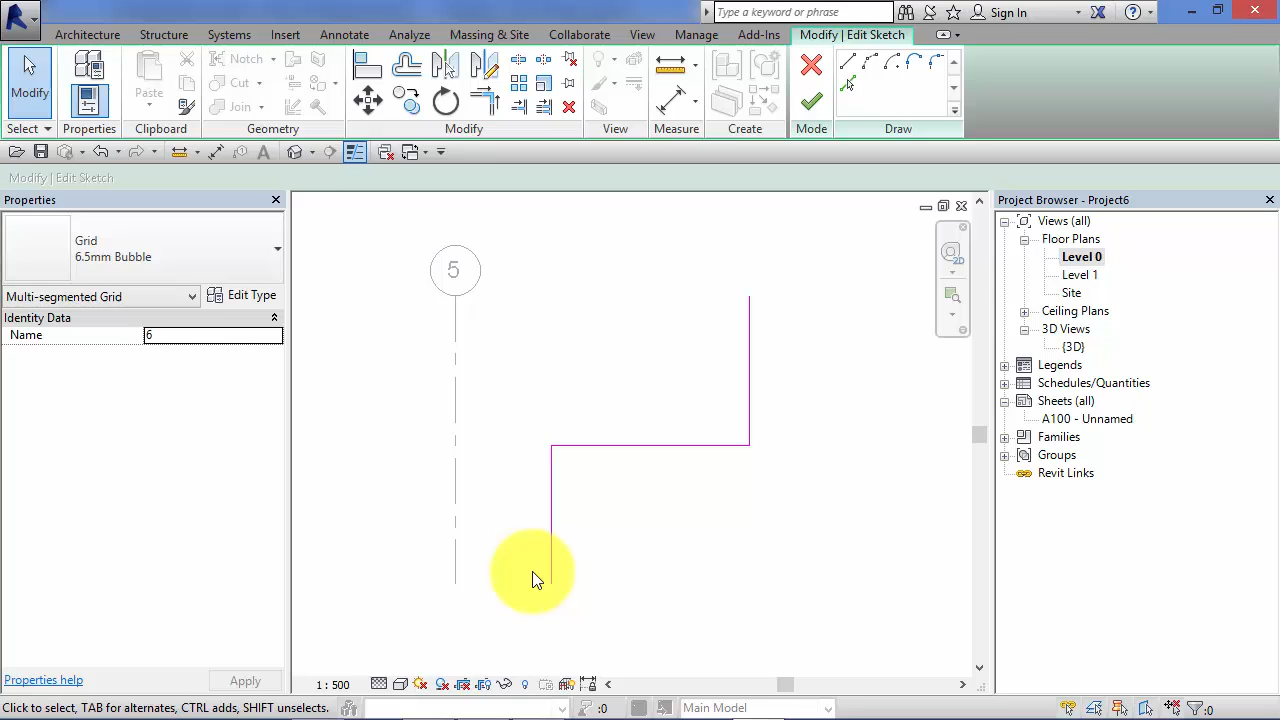 Type a keyword or phrase
Sign In
Architecture Structure Systems Insert Annotate Analyze Massing & Site Collaborate View Manage Add-Ins Modify | Edit Sketch
Modify
Paste
Notch
Cut
Join
Select Properties Clipboard Geometry Modify View Measure Create Mode Draw
Modify | Edit Sketch
Properties
Grid
6.5mm Bubble
Multi-segmented Grid
Edit Type
Identity Data
Name 6
Properties help
Apply
5
2D
1 : 500
Project Browser - Project6
Views (all)
Floor Plans
Level 0
Level 1
Site
Ceiling Plans
3D Views
{3D}
Legends
Schedules/Quantities
Sheets (all)
A100 - Unnamed
Families
Groups
Revit Links
Click to select, TAB for alternates, CTRL adds, SHIFT unselects.
:0
Main Model
:0